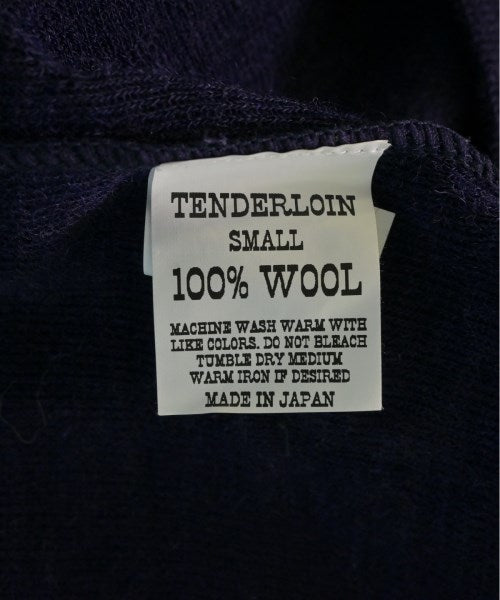 TENDERLOIN
SMALL
100% WOOL
MACHINE WASH WARM WITH
LIKE COLORS. DO NOT BLEACH
TUMBLE DRY MEDIUM
WARM IRON IF DESIRED
MADE IN JAPAN